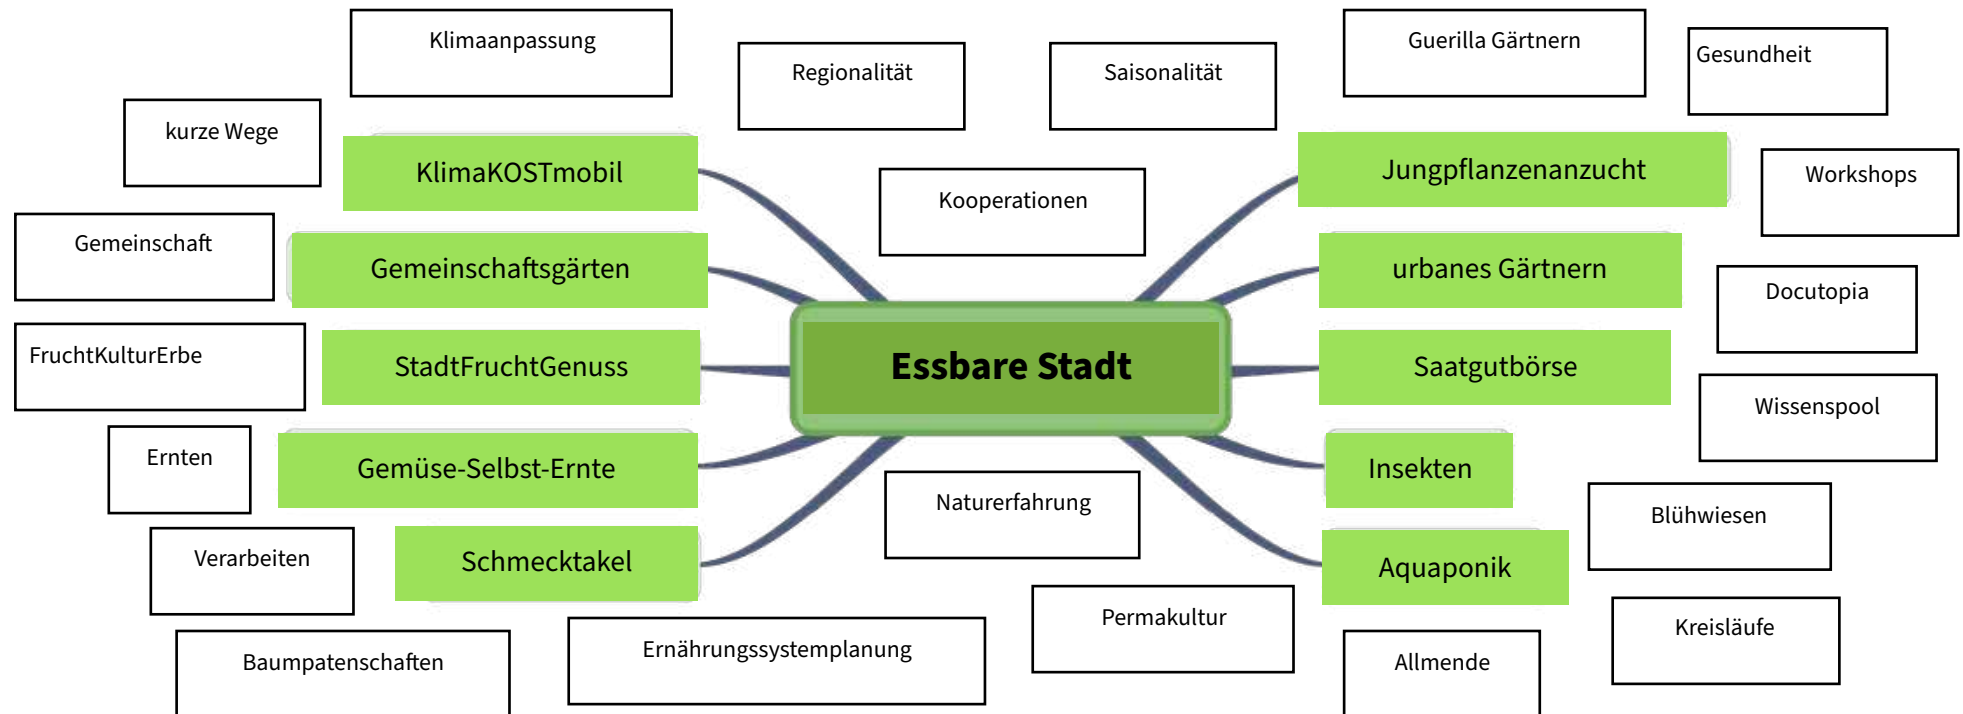 Klimaanpassung
Guerilla Gärtnern
Gesundheit
Regionalität
Saisonalität
kurze Wege
KlimaKOSTmobil
Jungpflanzenanzucht
Workshops
Kooperationen
Gemeinschaft
Gemeinschaftsgärten
urbanes Gärtnern
Docutopia
FruchtKulturErbe
StadtFruchtGenuss
Essbare Stadt
Saatgutbörse
Wissenspool
Ernten
Gemüse-Selbst-Ernte
Insekten
Naturerfahrung
Blühwiesen
Verarbeiten
Schmecktakel
Aquaponik
Permakultur
Kreisläufe
Baumpatenschaften
Ernährungssystemplanung
Allmende